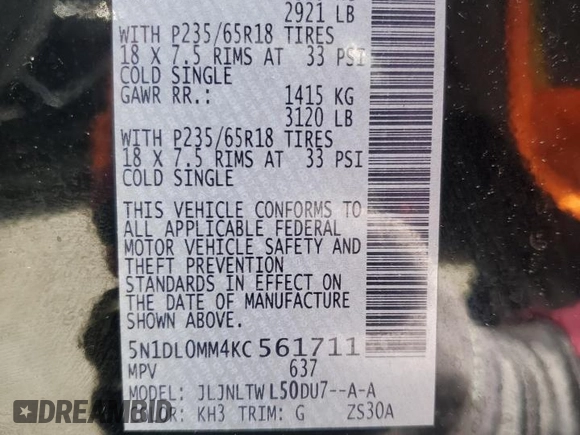 2921 LB
WITH P235/65R18 TIRES
18 X 7.5 RIMS AT 33 PSI
COLD SINGLE
GAWR RR.: 1415 KG
3120 LB
WITH P235/65R18 TIRES
18 X 7.5 RIMS AT 33 PSI
COLD SINGLE
THIS VEHICLE CONFORMS TO
ALL APPLICABLE FEDERAL
MOTOR VEHICLE SAFETY AND
THEFT PREVENTION
STANDARDS IN EFFECT ON
THE DATE OF MANUFACTURE
SHOWN ABOVE.
5N1DL0MM4KC561711
MPV 637
MODEL: JLJNLTWL50DU7--A-A
KH3 TRIM: G ZS30A
DEALERCLOUD